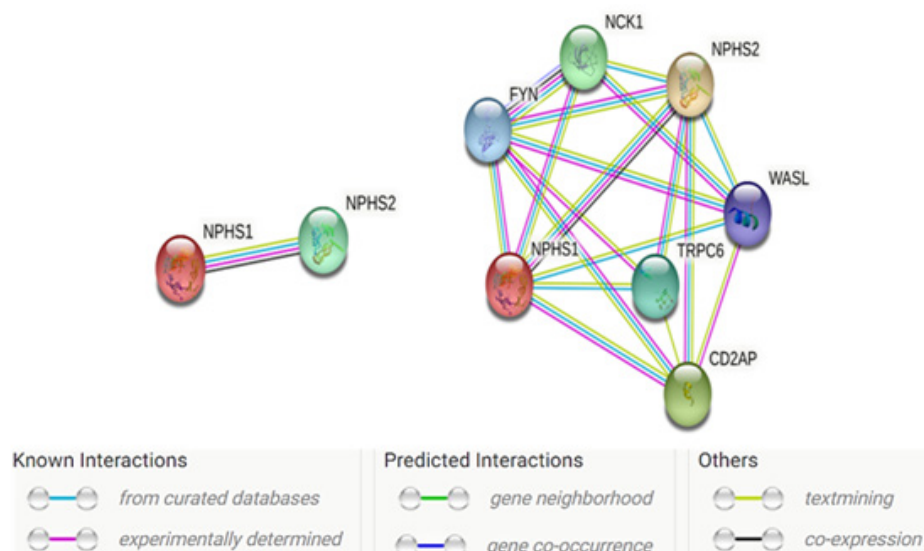 NCK1
NPHS2
FYN
WASL
NPHS2
NPHS1
NPHS1
TRPC6
CD2AP
Known Interactions
Predicted Interactions
Others
from curated databases
gene neighborhood
textmining
experimentally determined
gene co-occurrence
co-expression